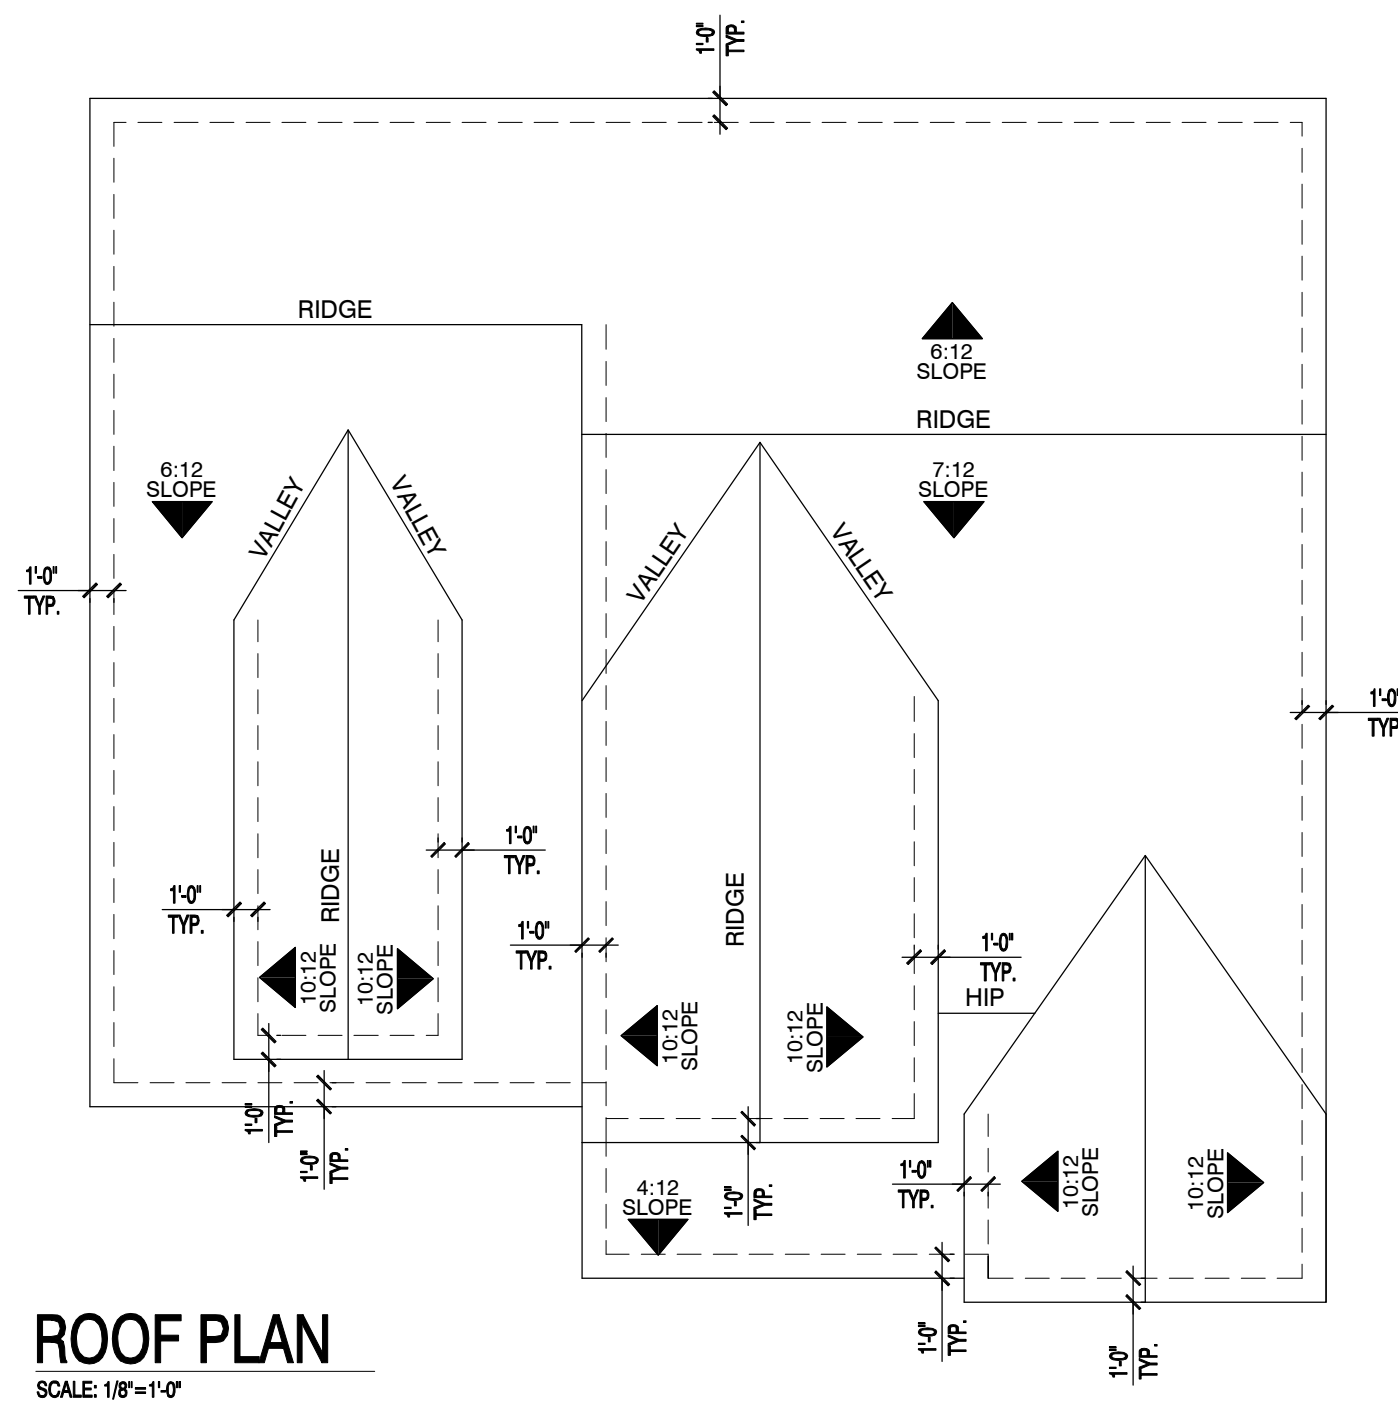 1'-0"
TYP.
RIDGE
6:12
SLOPE
RIDGE
6:12
SLOPE
7:12
SLOPE
VALLEY
VALLEY
VALLEY
VALLEY
1'-0"
TYP.
1'-0"
TYP
1'-0"
TYP.
1'-0"
TYP.
RIDGE
RIDGE
1'-0"
TYP.
1'-0"
TYP.
HIP
10:12
SLOPE
10:12
SLOPE
10:12
SLOPE
10:12
SLOPE
1'-0"
TYP.
1'-0"
TYP.
4:12
SLOPE
1'-0"
TYP.
1'-0"
TYP.
10:12
SLOPE
10:12
SLOPE
1'-0"
TYP.
1'-0"
TYP.
ROOF PLAN
SCALE: 1/8"=1'-0"